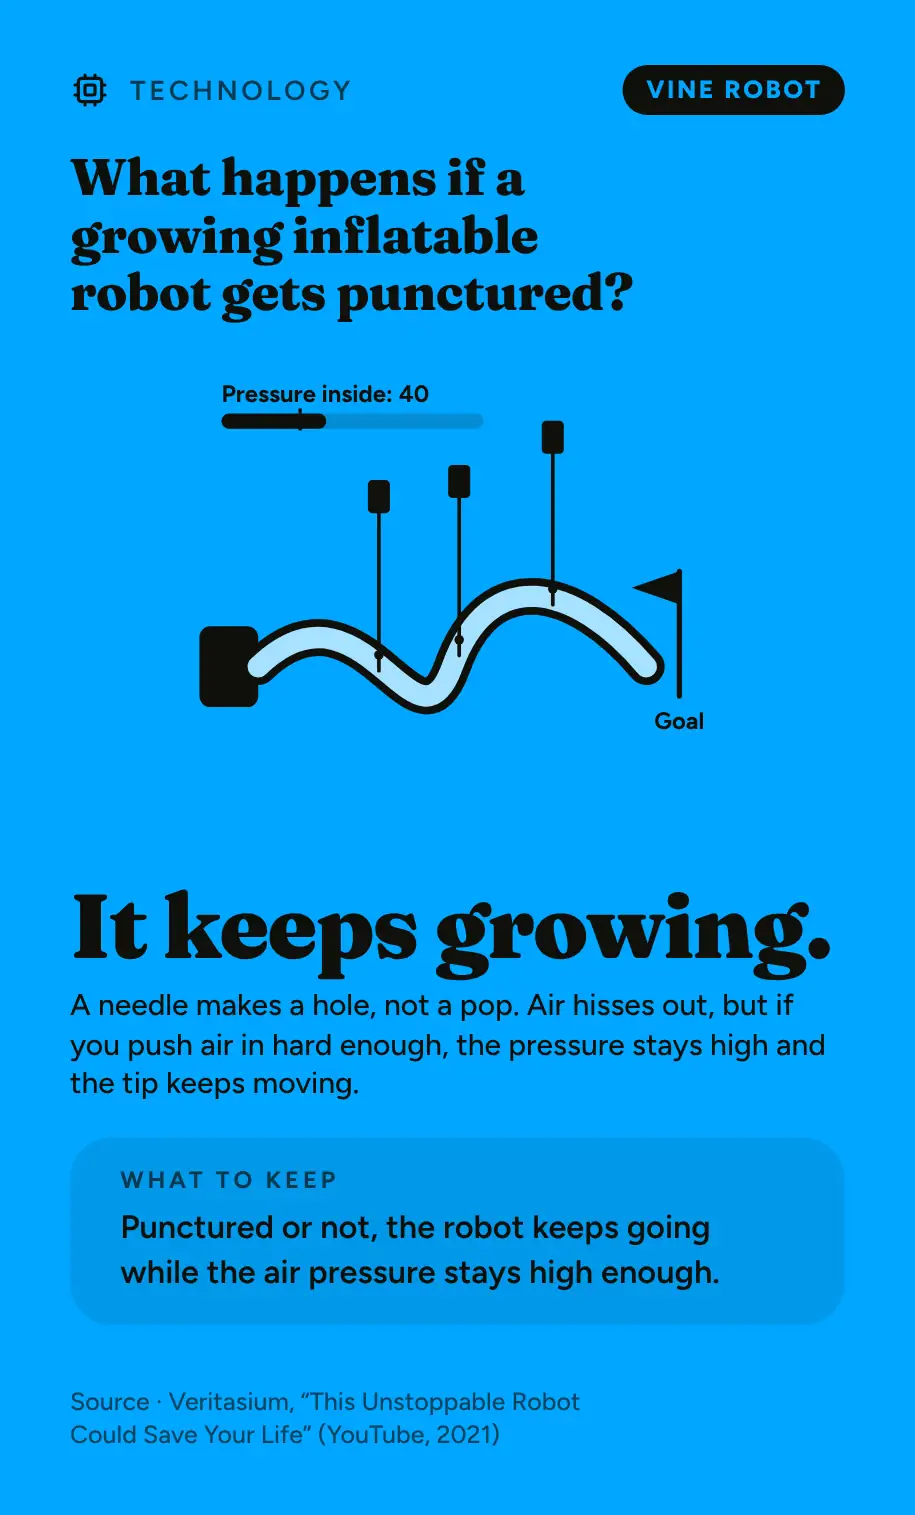 TECHNOLOGY
VINE ROBOT
What happens if a
growing inflatable
robot gets punctured?
Pressure inside: 40
Goal
It keeps growing.
A needle makes a hole, not a pop. Air hisses out, but if
you push air in hard enough, the pressure stays high and
the tip keeps moving.
WHAT TO KEEP
Punctured or not, the robot keeps going
while the air pressure stays high enough.
Source · Veritasium, “This Unstoppable Robot
Could Save Your Life” (YouTube, 2021)